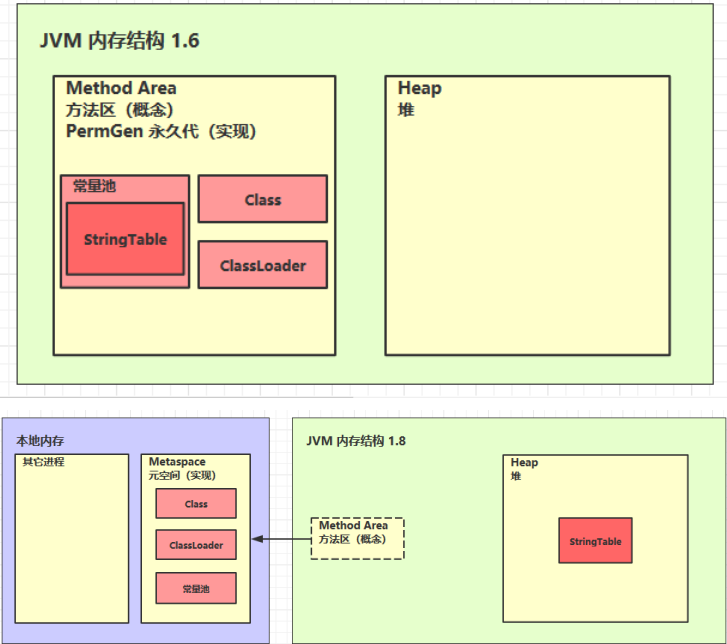 JVM 内存结构 1.6
Method Area
方法区（概念）
PermGen 永久代（实现）
常量池
StringTable
Class
ClassLoader
Heap
堆
本地内存
其它进程
Metaspace
元空间（实现）
Class
ClassLoader
常量池
JVM 内存结构 1.8
Method Area
方法区（概念）
Heap
堆
StringTable